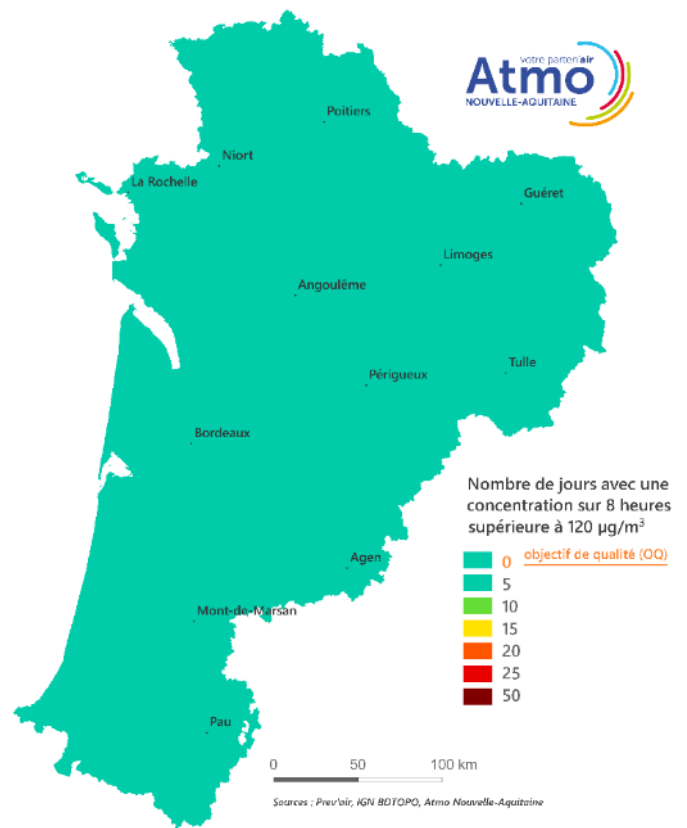 votre parten'air
Atmo
NOUVELLE-AQUITAINE
Poitiers
Niort
La Rochelle
Guéret
Limoges
Angoulême
Tulle
Périgueux
Bordeaux
Nombre de jours avec une
concentration sur 8 heures
supérieure à 120 µg/m³
0 objectif de qualité (OQ)
5
10
15
20
25
50
Agen
Mont-de-Marsan
Pau
0 50 100 km
Sources : Prev'air, IGN BDTOPO, Atmo Nouvelle-Aquitaine